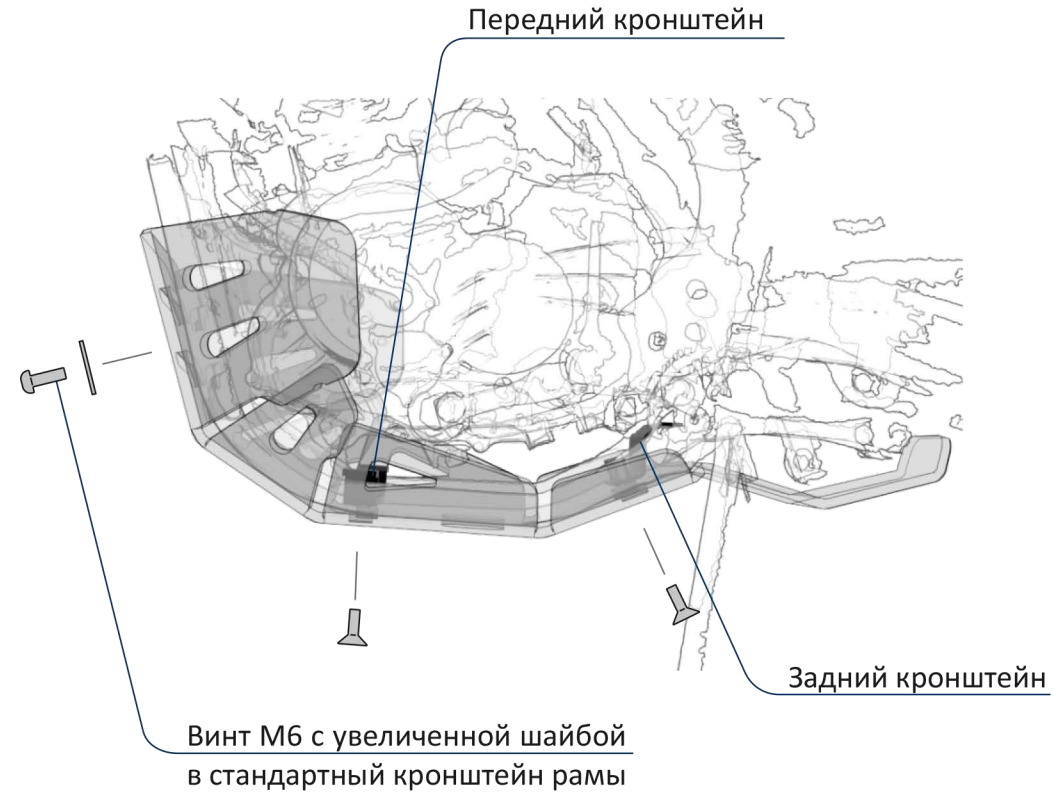 Передний кронштейн
Задний кронштейн
Винт М6 с увеличенной шайбой
в стандартный кронштейн рамы